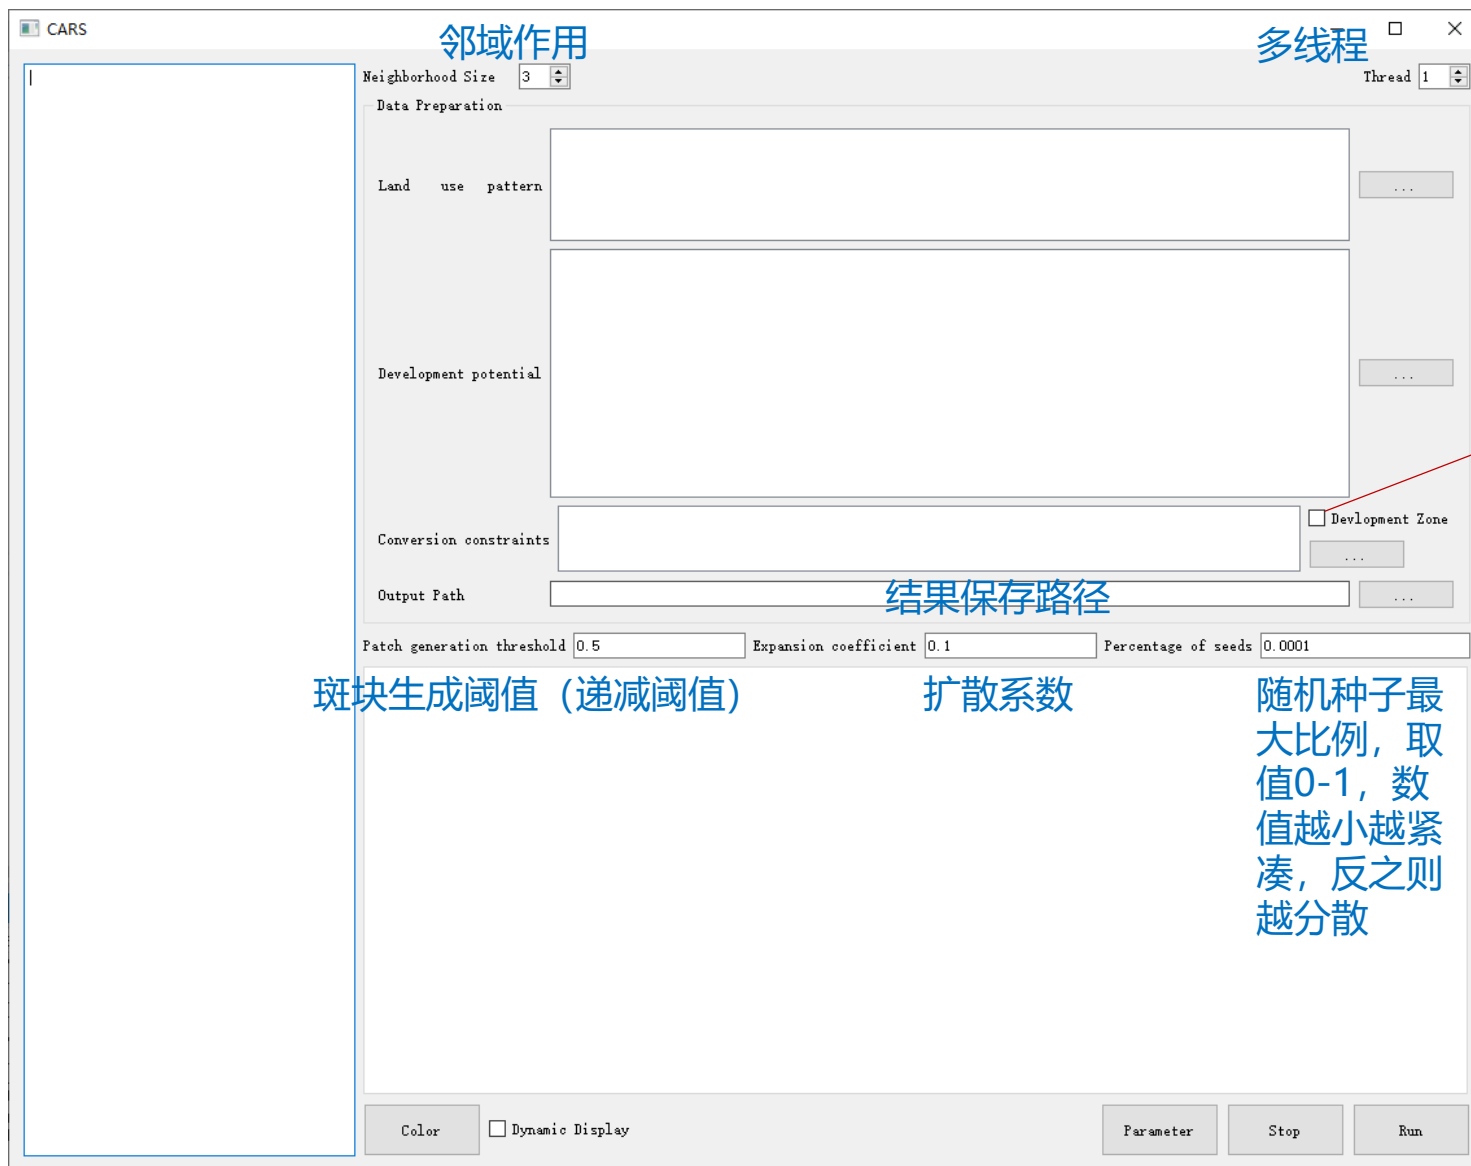 CARS
邻域作用
多线程
Neighborhood Size 3
Thread 1
Data Preparation
Land use pattern
...
Development potential
...
Devlopment Zone
Conversion constraints
...
Output Path
结果保存路径
...
Patch generation threshold 0.5
Expansion coefficient 0.1
Percentage of seeds 0.0001
斑块生成阈值（递减阈值）
扩散系数
随机种子最
大比例，取
值0-1，数
值越小越紧
凑，反之则
越分散
Color
Dynamic Display
Parameter
Stop
Run